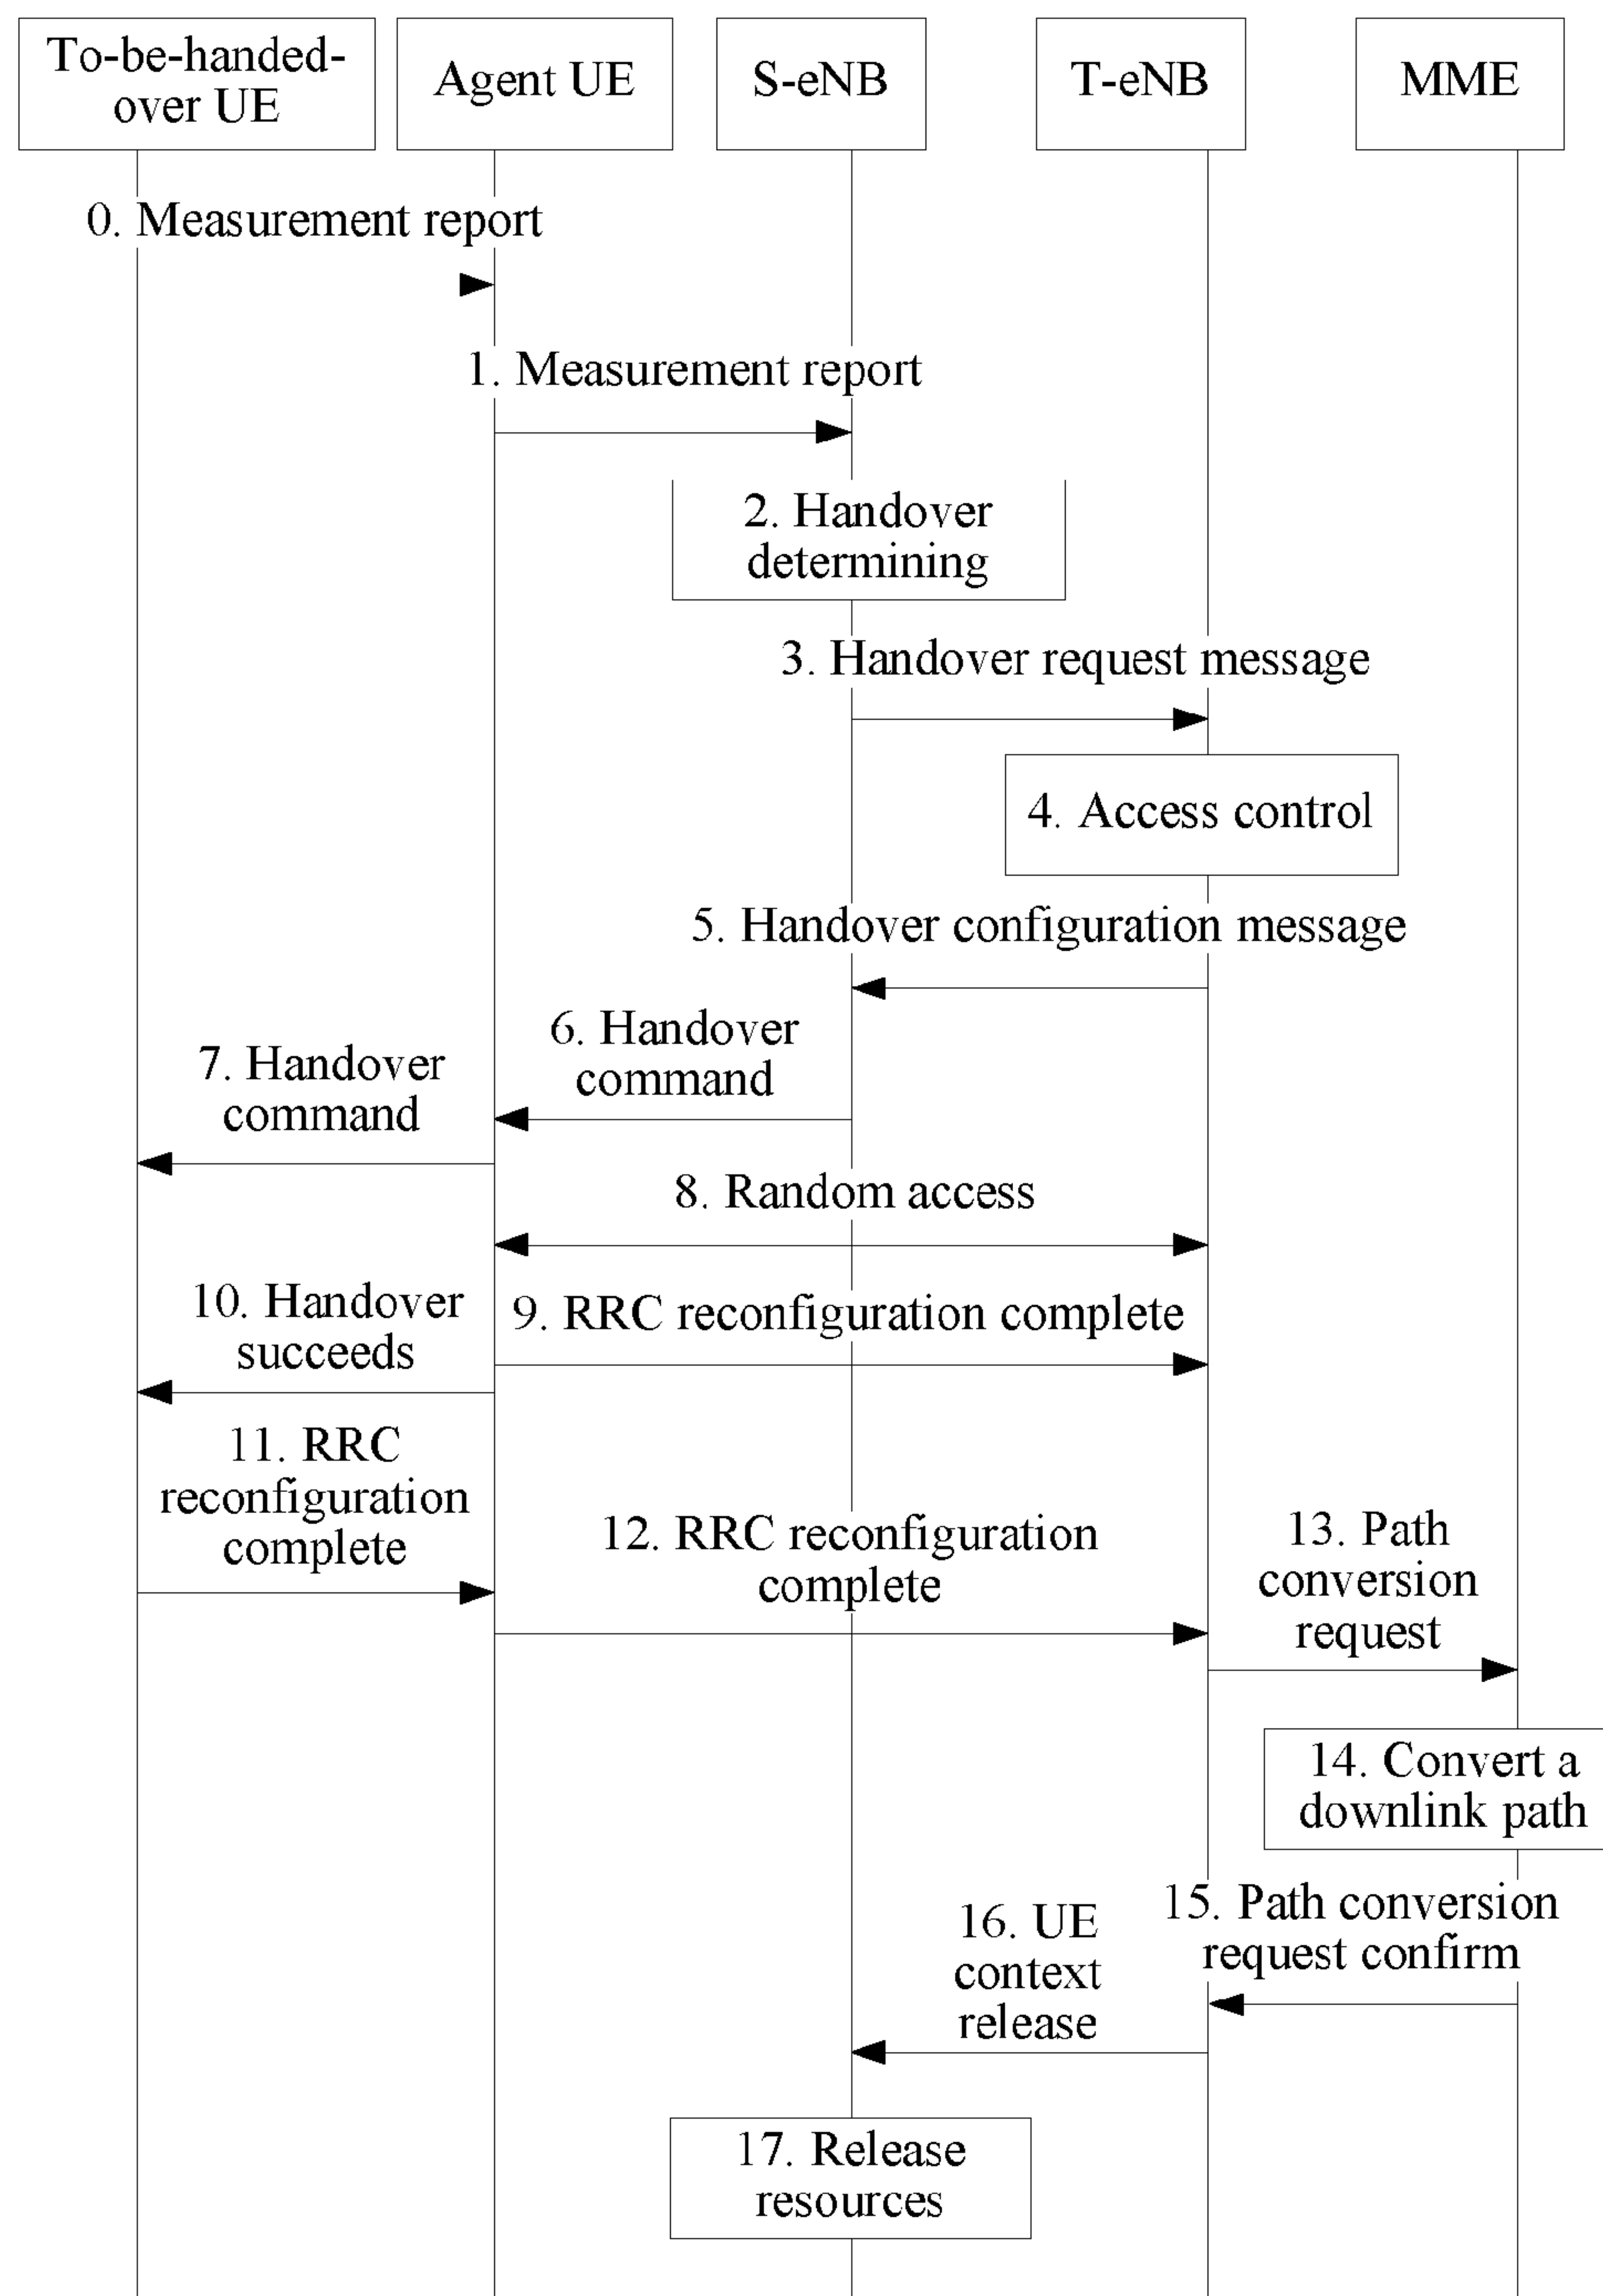 To-be-handed-
over UE
Agent UE
S-eNB
T-eNB
MME
0. Measurement report
1. Measurement report
2. Handover
determining
3. Handover request message
4. Access control
5. Handover configuration message
6. Handover
command
7. Handover
command
8. Random access
9. RRC reconfiguration complete
10. Handover
succeeds
11. RRC
reconfiguration
complete
12. RRC reconfiguration
complete
13. Path
conversion
request
14. Convert a
downlink path
15. Path conversion
request confirm
16. UE
context
release
17. Release
resources